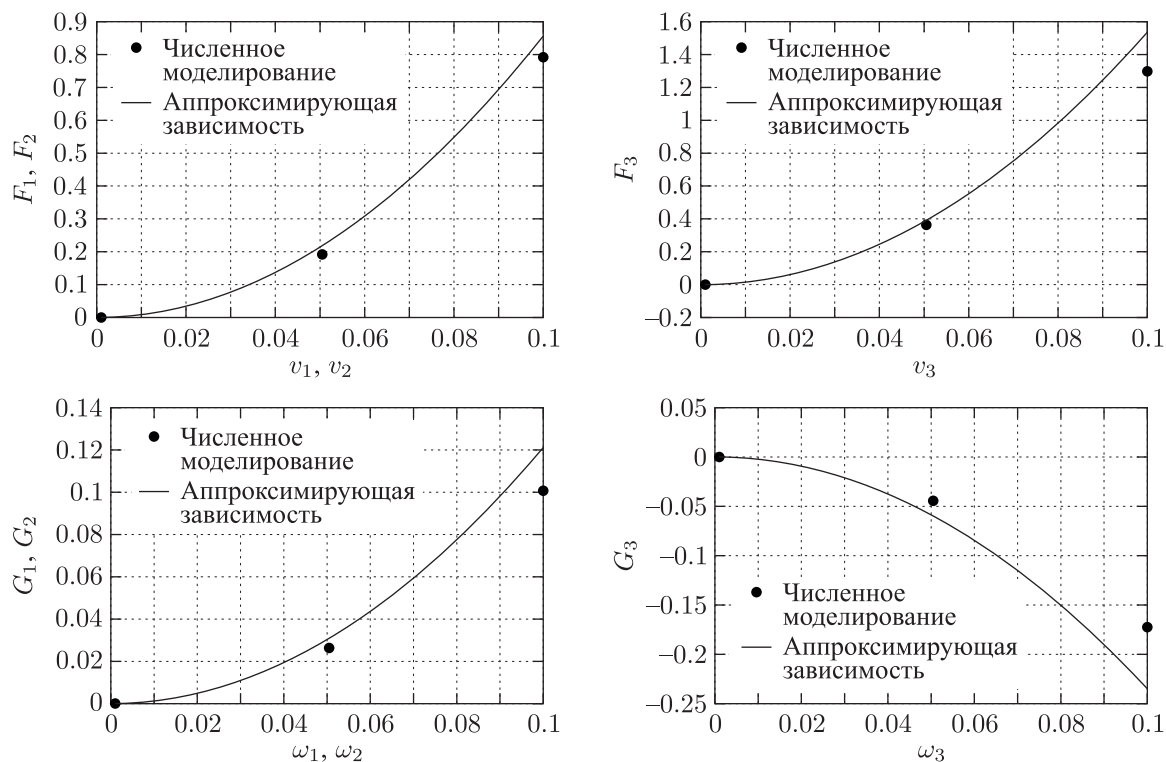 0.9
0.8
0.7
0.6
0.5
0.4
0.3
0.2
0.1
0
F₁, F₂
Численное
моделирование
Аппроксимирующая
зависимость
0 0.02 0.04 0.06 0.08 0.1
v₁, v₂
1.6
1.4
1.2
1
0.8
0.6
0.4
0.2
0
–0.2
F₃
Численное
моделирование
Аппроксимирующая
зависимость
0 0.02 0.04 0.06 0.08 0.1
v₃
0.14
0.12
0.1
0.08
0.06
0.04
0.02
0
G₁, G₂
Численное
моделирование
Аппроксимирующая
зависимость
0 0.02 0.04 0.06 0.08 0.1
ω₁, ω₂
0.05
0
–0.05
–0.1
–0.15
–0.2
–0.25
G₃
Численное
моделирование
Аппроксимирующая
зависимость
0 0.02 0.04 0.06 0.08 0.1
ω₃